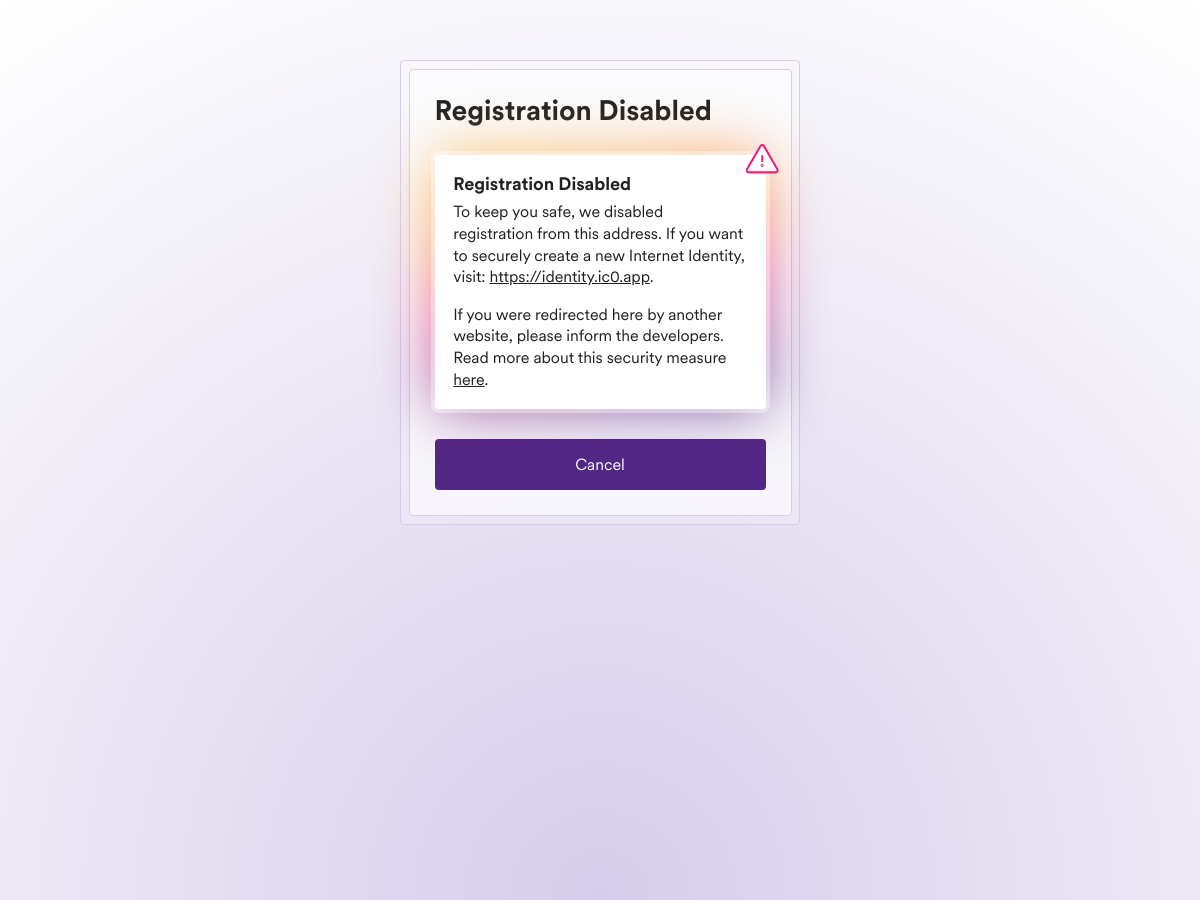 Registration Disabled
Registration Disabled
To keep you safe, we disabled
registration from this address. If you want
to securely create a new Internet Identity,
visit: https://identity.ic0.app.
If you were redirected here by another
website, please inform the developers.
Read more about this security measure
here.
Cancel